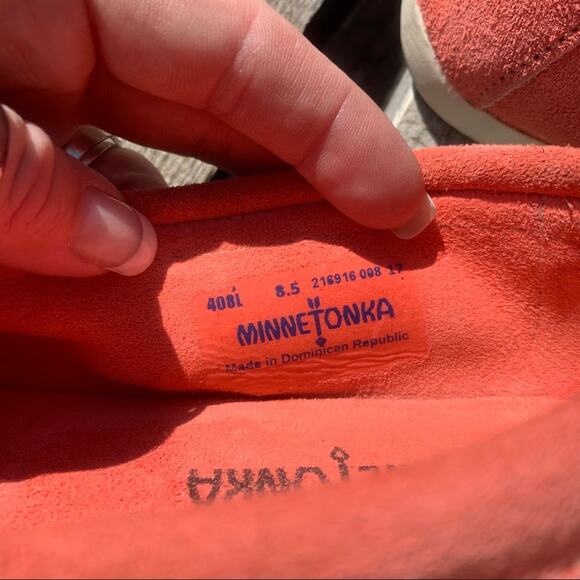 408L 8.5 216916 008 17
MINNETONKA
Made in Dominican Republic